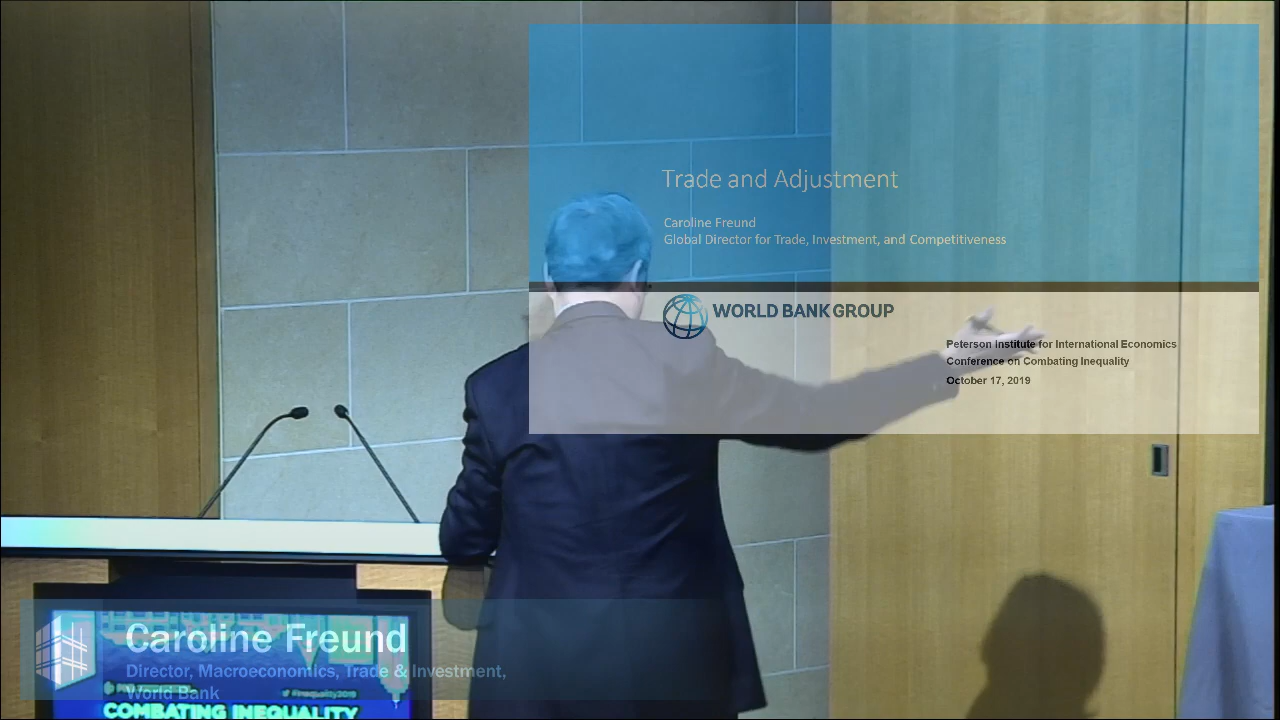 Trade and Adjustment
Caroline Freund
Global Director for Trade, Investment, and Competitiveness
WORLD BANK GROUP
Peterson Institute for International Economics
Conference on Combating Inequality
October 17, 2019
Caroline Freund
Director, Macroeconomics, Trade & Investment,
World Bank
#inequality2019
COMBATING INEQUALITY